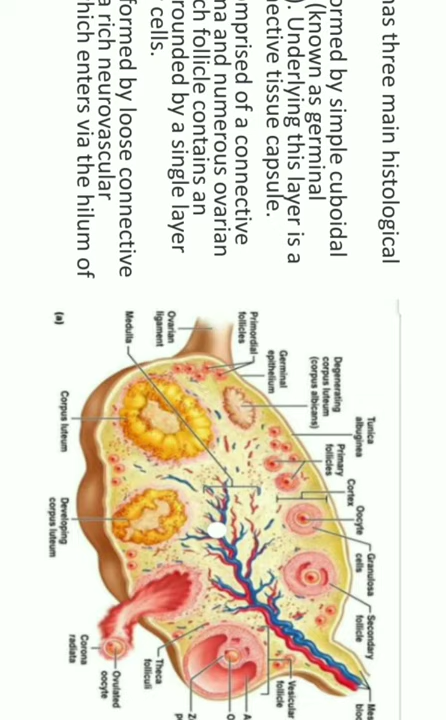 has three main histological
ormed by simple cuboidal
(known as germinal
). Underlying this layer is a
nective tissue capsule.
mprised of a connective
ma and numerous ovarian
ch follicle contains an
rounded by a single layer
cells.
formed by loose connective
a rich neurovascular
hich enters via the hilum of
Tunica
albuginea
Degenerating
corpus luteum
(corpus albicans)
Germinal
epithelium
Primordial
follicles
Ovarian
ligament
Medulla
(a)
Primary
follicles
Cortex
Oocyte
Granulosa
cells
Secondary
follicle
Mes
bloo
Vesicular
follicle
A
O
Z
p
Theca
folliculi
Ovulated
oocyte
Corona
radiata
Developing
corpus luteum
Corpus luteum